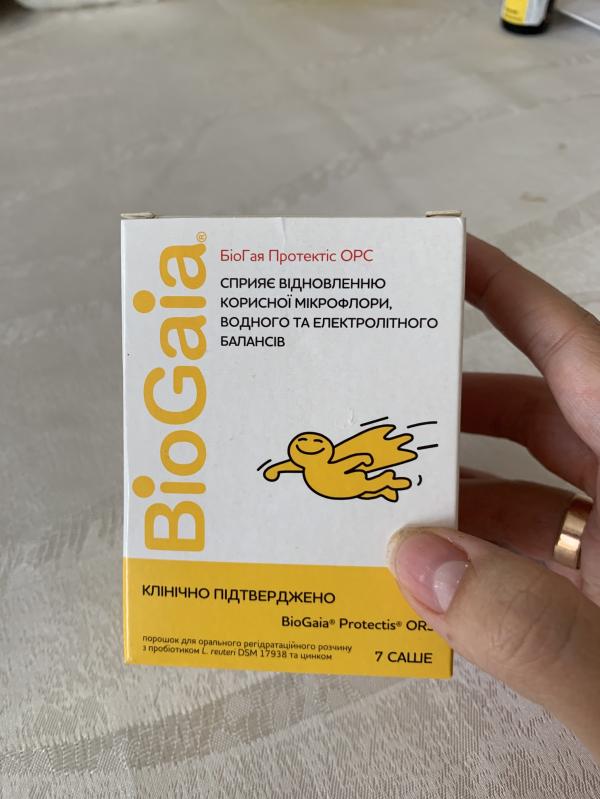 BioGaia®
БіоГая Протектіс ОРС
СПРИЯЄ ВІДНОВЛЕННЮ
КОРИСНОЇ МІКРОФЛОРИ,
ВОДНОГО ТА ЕЛЕКТРОЛІТНОГО
БАЛАНСІВ
КЛІНІЧНО ПІДТВЕРДЖЕНО
BioGaia® Protectis® ORS
порошок для орального регідратаційного розчину
з пробіотиком L. reuteri DSM 17938 та цинком
7 САШЕ